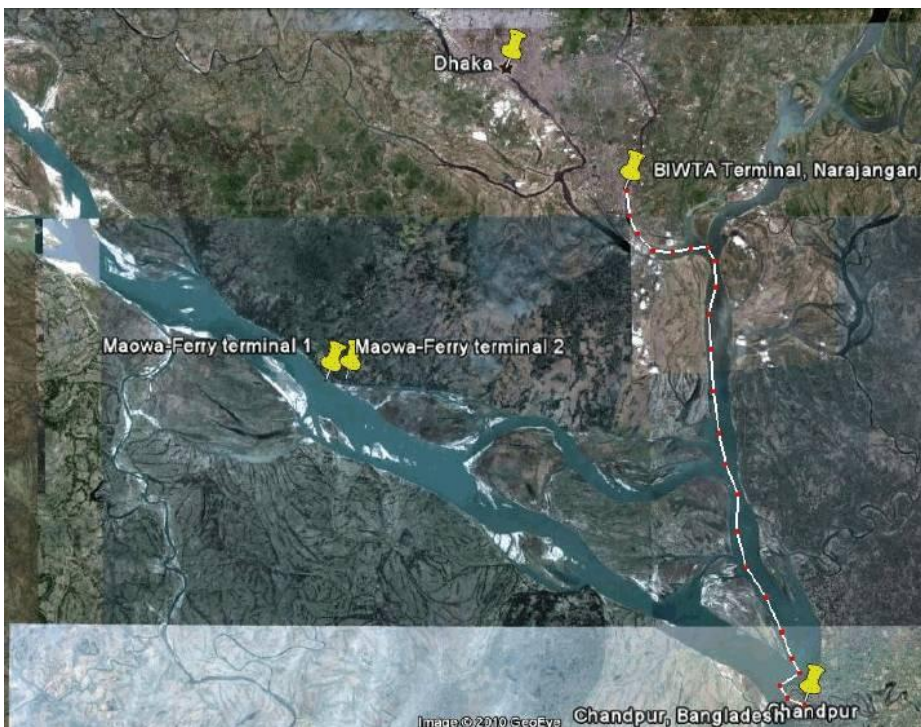 Dhaka
BIWTA Terminal, Narajanganj
Maowa-Ferry terminal 1
Maowa-Ferry terminal 2
Chandpur
Chandpur, Bangladesh
Image © 2010 GeoEye